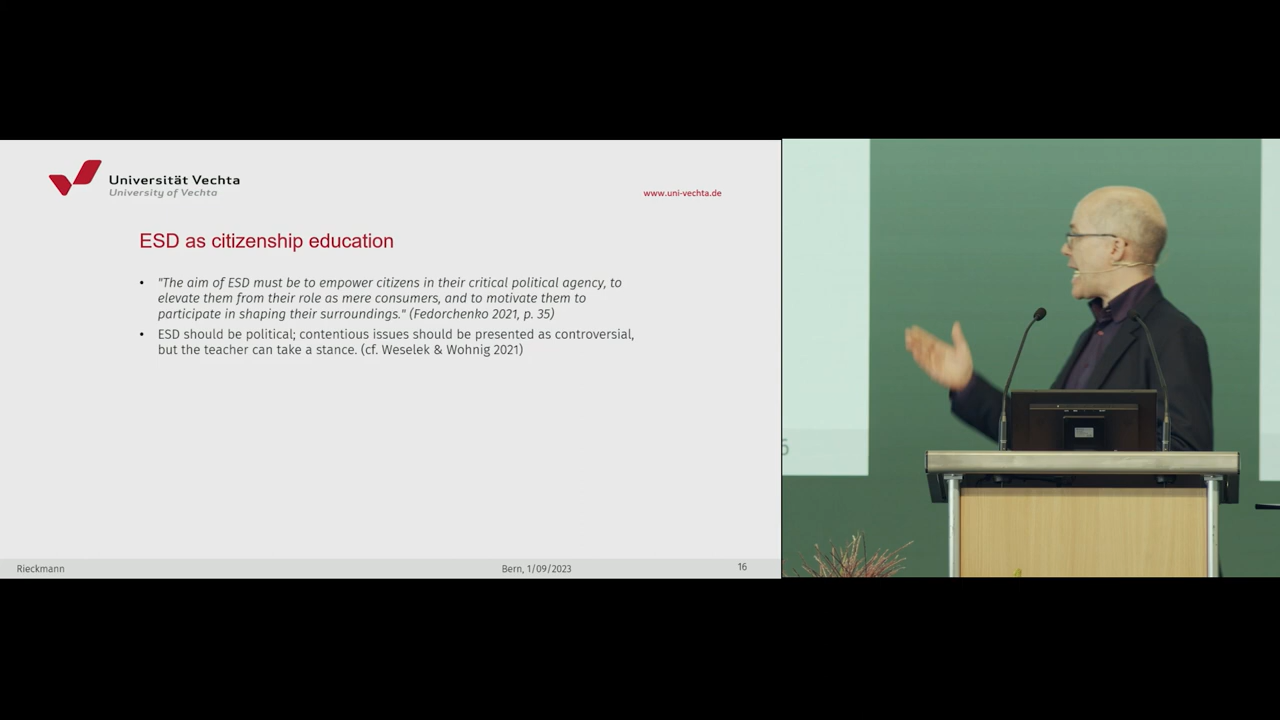 Universität Vechta
University of Vechta
www.uni-vechta.de
ESD as citizenship education
• "The aim of ESD must be to empower citizens in their critical political agency, to
elevate them from their role as mere consumers, and to motivate them to
participate in shaping their surroundings." (Fedorchenko 2021, p. 35)
• ESD should be political; contentious issues should be presented as controversial,
but the teacher can take a stance. (cf. Weselek & Wohnig 2021)
Rieckmann
Bern, 1/09/2023
16
6